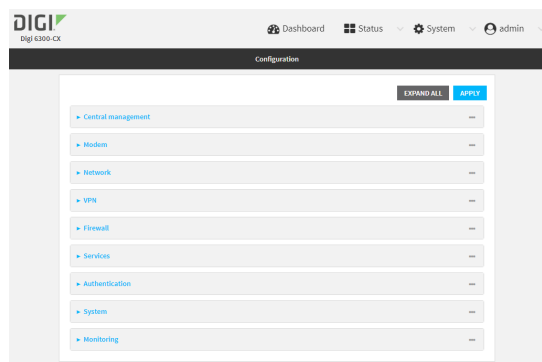 DIGI
Digi 6300-CX
Dashboard Status System admin
Configuration
EXPAND ALL APPLY
Central management
Modem
Network
VPN
Firewall
Services
Authentication
System
Monitoring